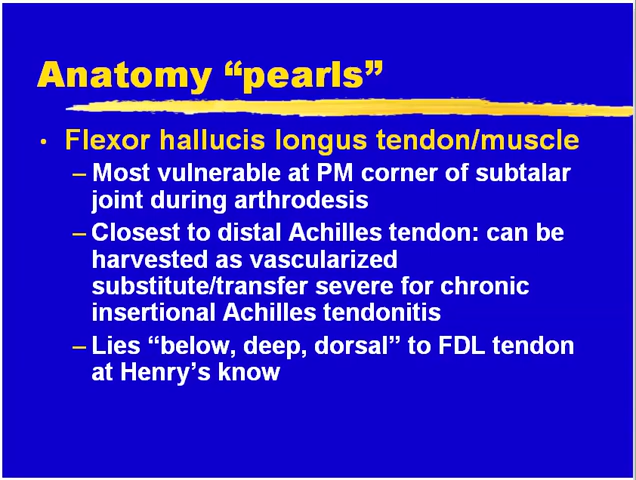 Anatomy “pearls”
• Flexor hallucis longus tendon/muscle
– Most vulnerable at PM corner of subtalar
joint during arthrodesis
– Closest to distal Achilles tendon: can be
harvested as vascularized
substitute/transfer severe for chronic
insertional Achilles tendonitis
– Lies “below, deep, dorsal” to FDL tendon
at Henry’s know